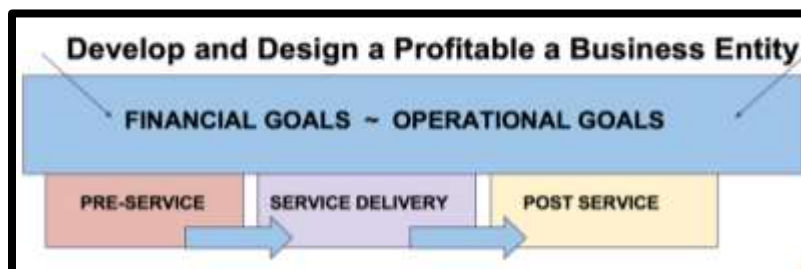 Develop and Design a Profitable a Business Entity
FINANCIAL GOALS ~ OPERATIONAL GOALS
PRE-SERVICE SERVICE DELIVERY POST SERVICE